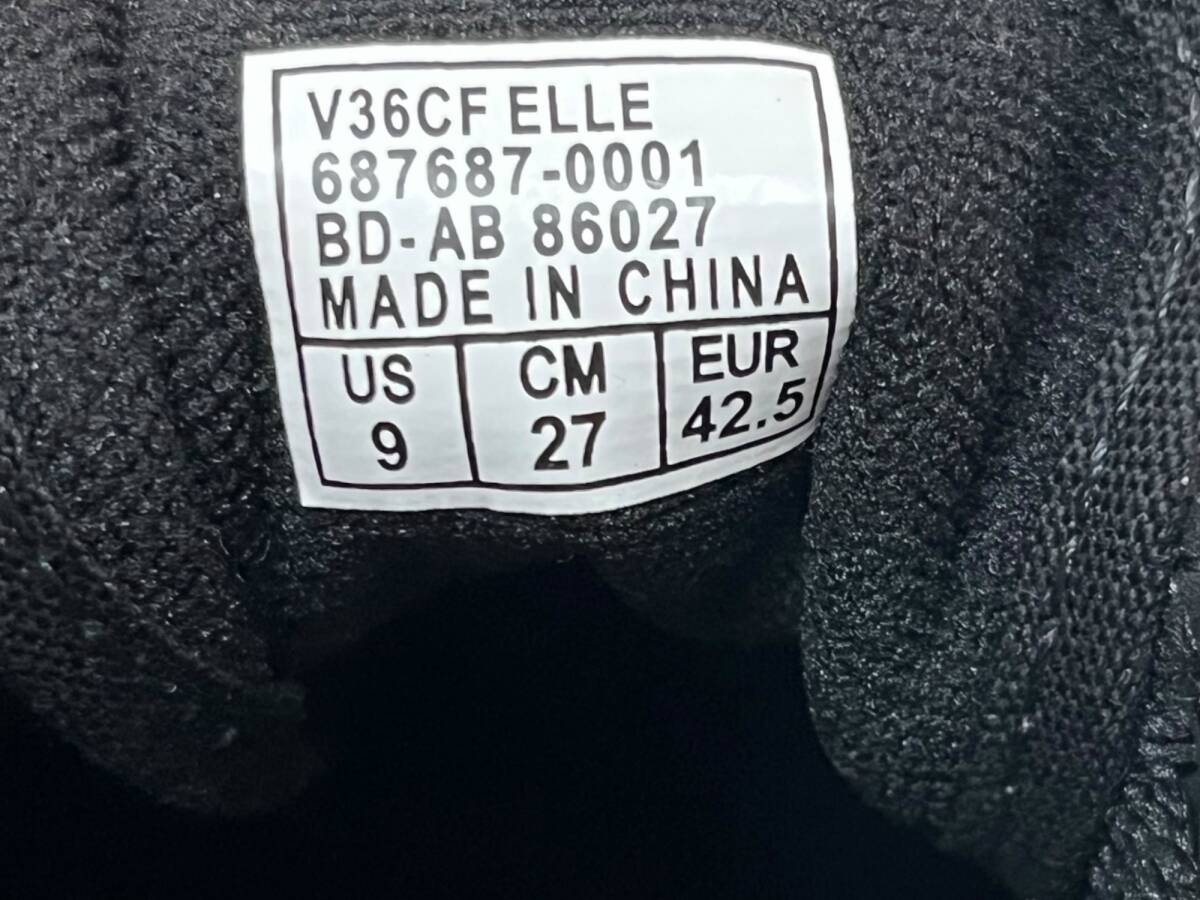 V36CF ELLE
687687-0001
BD-AB 86027
MADE IN CHINA
US CM EUR
9 27 42.5